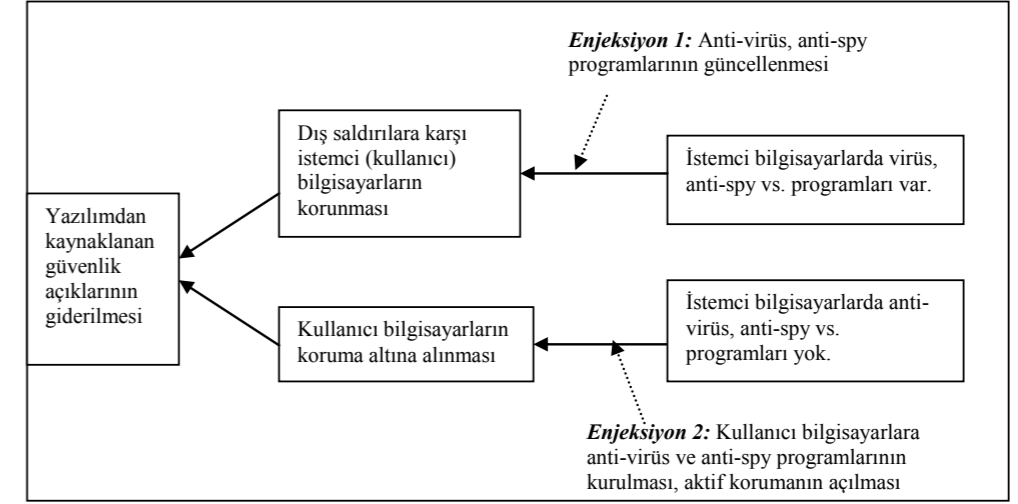 Enjeksiyon 1: Anti-virüs, anti-spy
programlarının güncellenmesi
Dış saldırılara karşı
istemci (kullanıcı)
bilgisayarların
korunması
İstemci bilgisayarlarda virüs,
anti-spy vs. programları var.
Yazılımdan
kaynaklanan
güvenlik
açıklarının
giderilmesi
Kullanıcı bilgisayarların
koruma altına alınması
İstemci bilgisayarlarda anti-
virüs, anti-spy vs.
programları yok.
Enjeksiyon 2: Kullanıcı bilgisayarlara
anti-virüs ve anti-spy programlarının
kurulması, aktif korumanın açılması